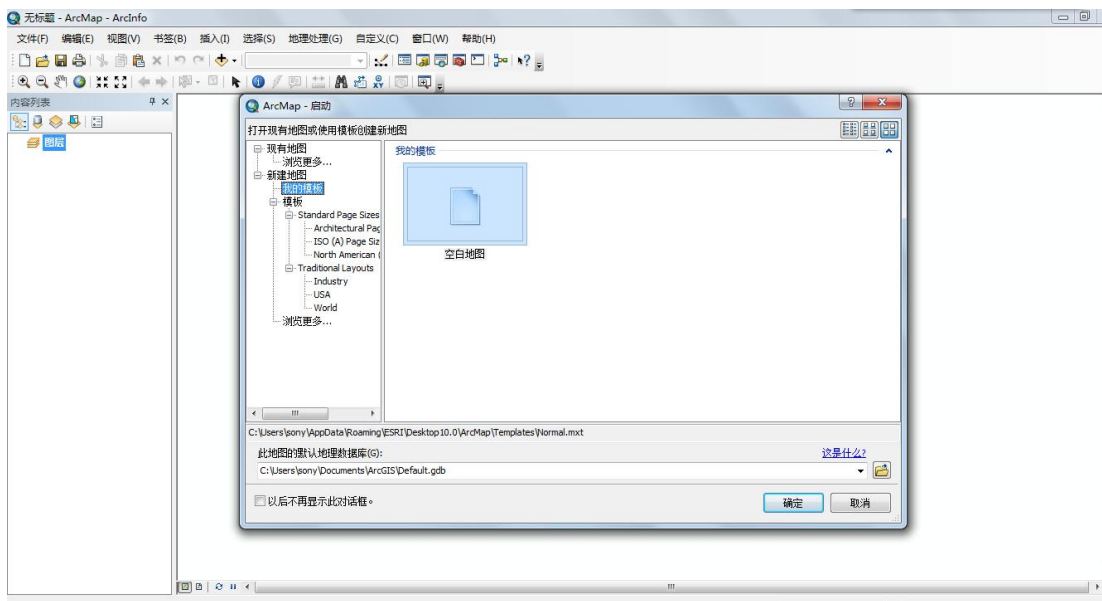 无标题 - ArcMap - ArcInfo
文件(F) 编辑(E) 视图(V) 书签(B) 插入(I) 选择(S) 地理处理(G) 自定义(C) 窗口(W) 帮助(H)
内容列表
图层
ArcMap - 启动
打开现有地图或使用模板创建新地图
现有地图
浏览更多...
新建地图
我的模板
模板
Standard Page Sizes
Architectural Pag
ISO (A) Page Siz
North American (
Traditional Layouts
Industry
USA
World
浏览更多...
我的模板
空白地图
C:\Users\sony\AppData\Roaming\ESRI\Desktop10.0\ArcMap\Templates\Normal.mxt
此地图的默认地理数据库(G):
这是什么?
C:\Users\sony\Documents\ArcGIS\Default.gdb
以后不再显示此对话框。
确定
取消